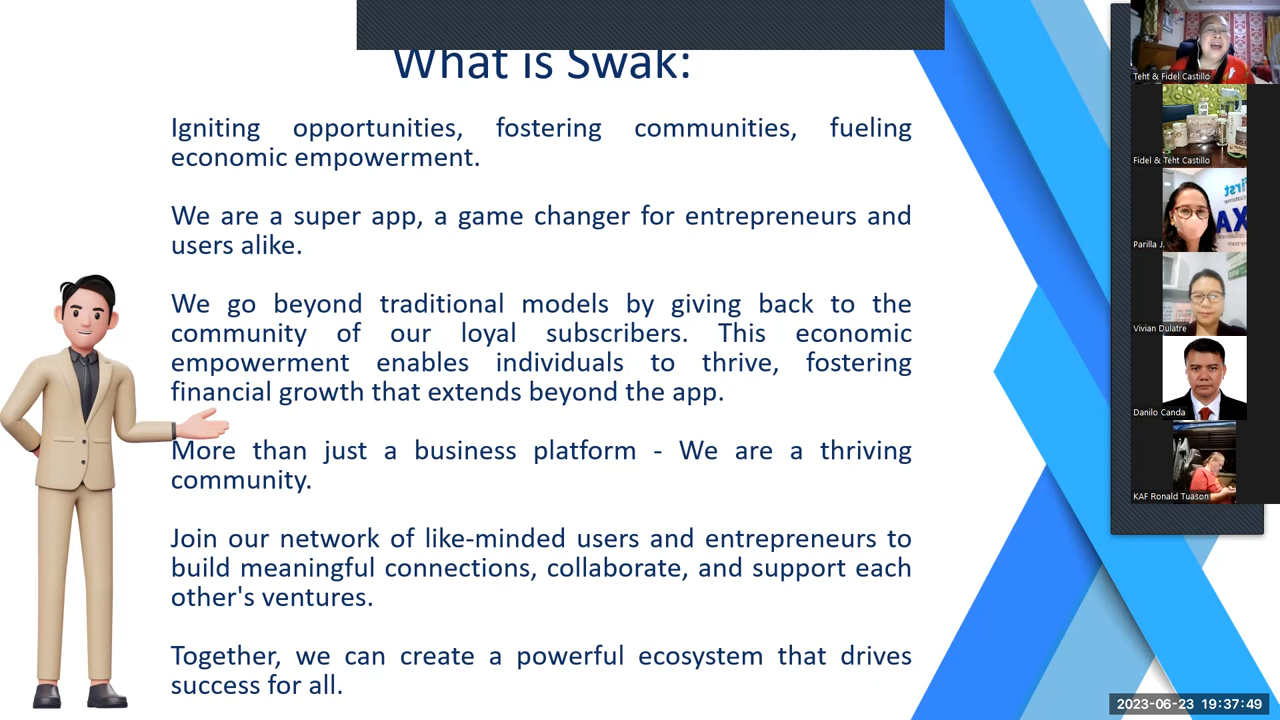 What is Swak:
Igniting opportunities, fostering communities, fueling
economic empowerment.
We are a super app, a game changer for entrepreneurs and
users alike.
We go beyond traditional models by giving back to the
community of our loyal subscribers. This economic
empowerment enables individuals to thrive, fostering
financial growth that extends beyond the app.
More than just a business platform - We are a thriving
community.
Join our network of like-minded users and entrepreneurs to
build meaningful connections, collaborate, and support each
other's ventures.
Together, we can create a powerful ecosystem that drives
success for all.
Teht & Fidel Castillo
Fidel & Teht Castillo
First
Parilla J.
Vivian Dulatre
Danilo Canda
KAF Ronald Tuason
2023-06-23 19:37:49